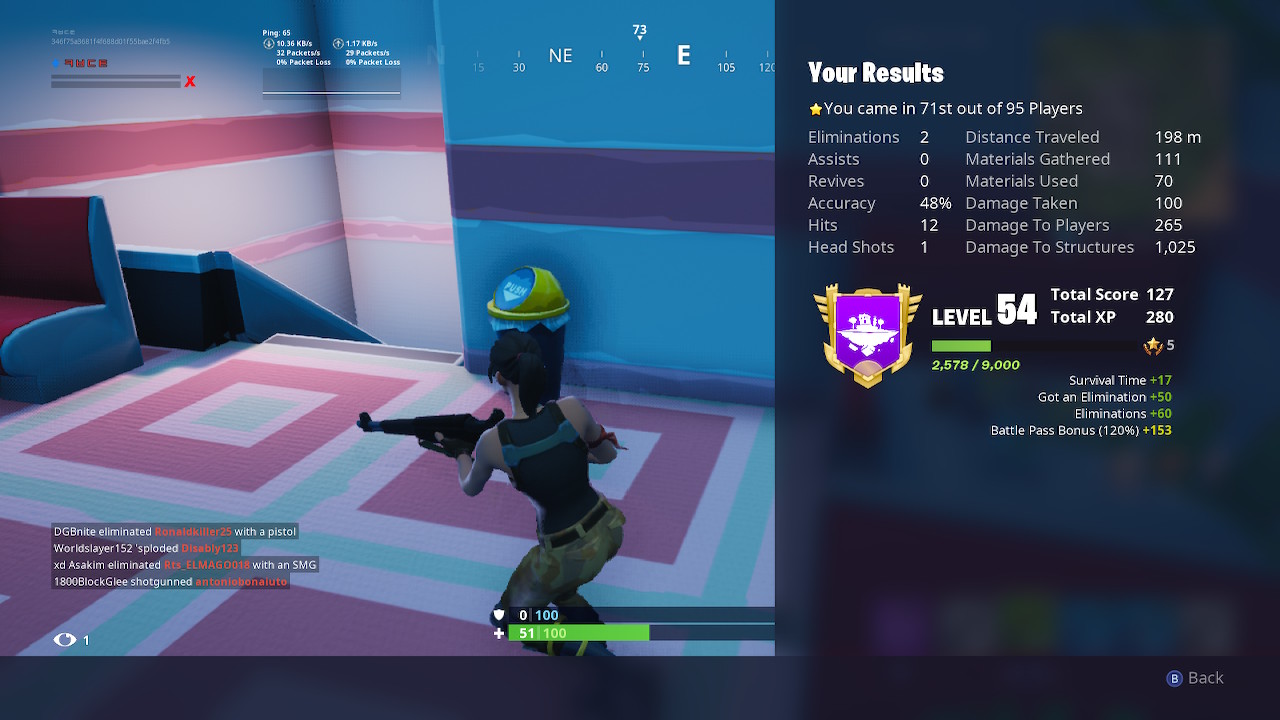 Ping: 65
10.36 KB/s 1.17 KB/s
32 Packets/s 29 Packets/s
0% Packet Loss 0% Packet Loss
X
73
N 15 30 NE 60 75 E 105 120
PUSH
DGBnite eliminated Ronaldkiller25 with a pistol
Worldslayer152 'sploded Disably123
xd Asakim eliminated Rts_ELMAGO018 with an SMG
1800BlockGlee shotgunned antoniobonaiuto
1
0 | 100
51 | 100
Your Results
You came in 71st out of 95 Players
Eliminations 2 Distance Traveled 198 m
Assists 0 Materials Gathered 111
Revives 0 Materials Used 70
Accuracy 48% Damage Taken 100
Hits 12 Damage To Players 265
Head Shots 1 Damage To Structures 1,025
LEVEL 54
Total Score 127
Total XP 280
5
2,578 / 9,000
Survival Time +17
Got an Elimination +50
Eliminations +60
Battle Pass Bonus (120%) +153
B Back